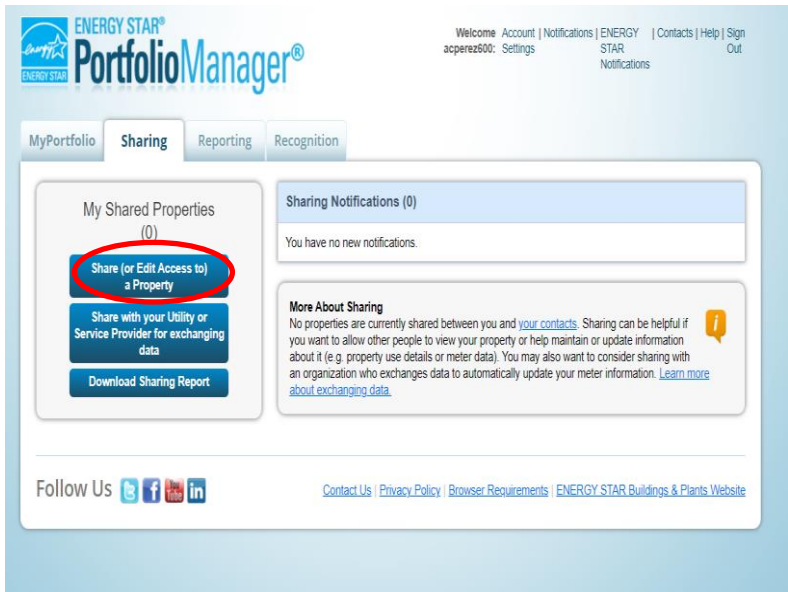 ENERGY STAR®
PortfolioManager®
energy
ENERGY STAR
Welcome acperez600: Account Settings | Notifications | ENERGY STAR Notifications | Contacts | Help | Sign Out
MyPortfolio Sharing Reporting Recognition
My Shared Properties
(0)
Share (or Edit Access to)
a Property
Share with your Utility or
Service Provider for exchanging
data
Download Sharing Report
Sharing Notifications (0)
You have no new notifications.
More About Sharing
No properties are currently shared between you and your contacts. Sharing can be helpful if
you want to allow other people to view your property or help maintain or update information
about it (e.g. property use details or meter data). You may also want to consider sharing with
an organization who exchanges data to automatically update your meter information. Learn more
about exchanging data.
Follow Us
Contact Us | Privacy Policy | Browser Requirements | ENERGY STAR Buildings & Plants Website